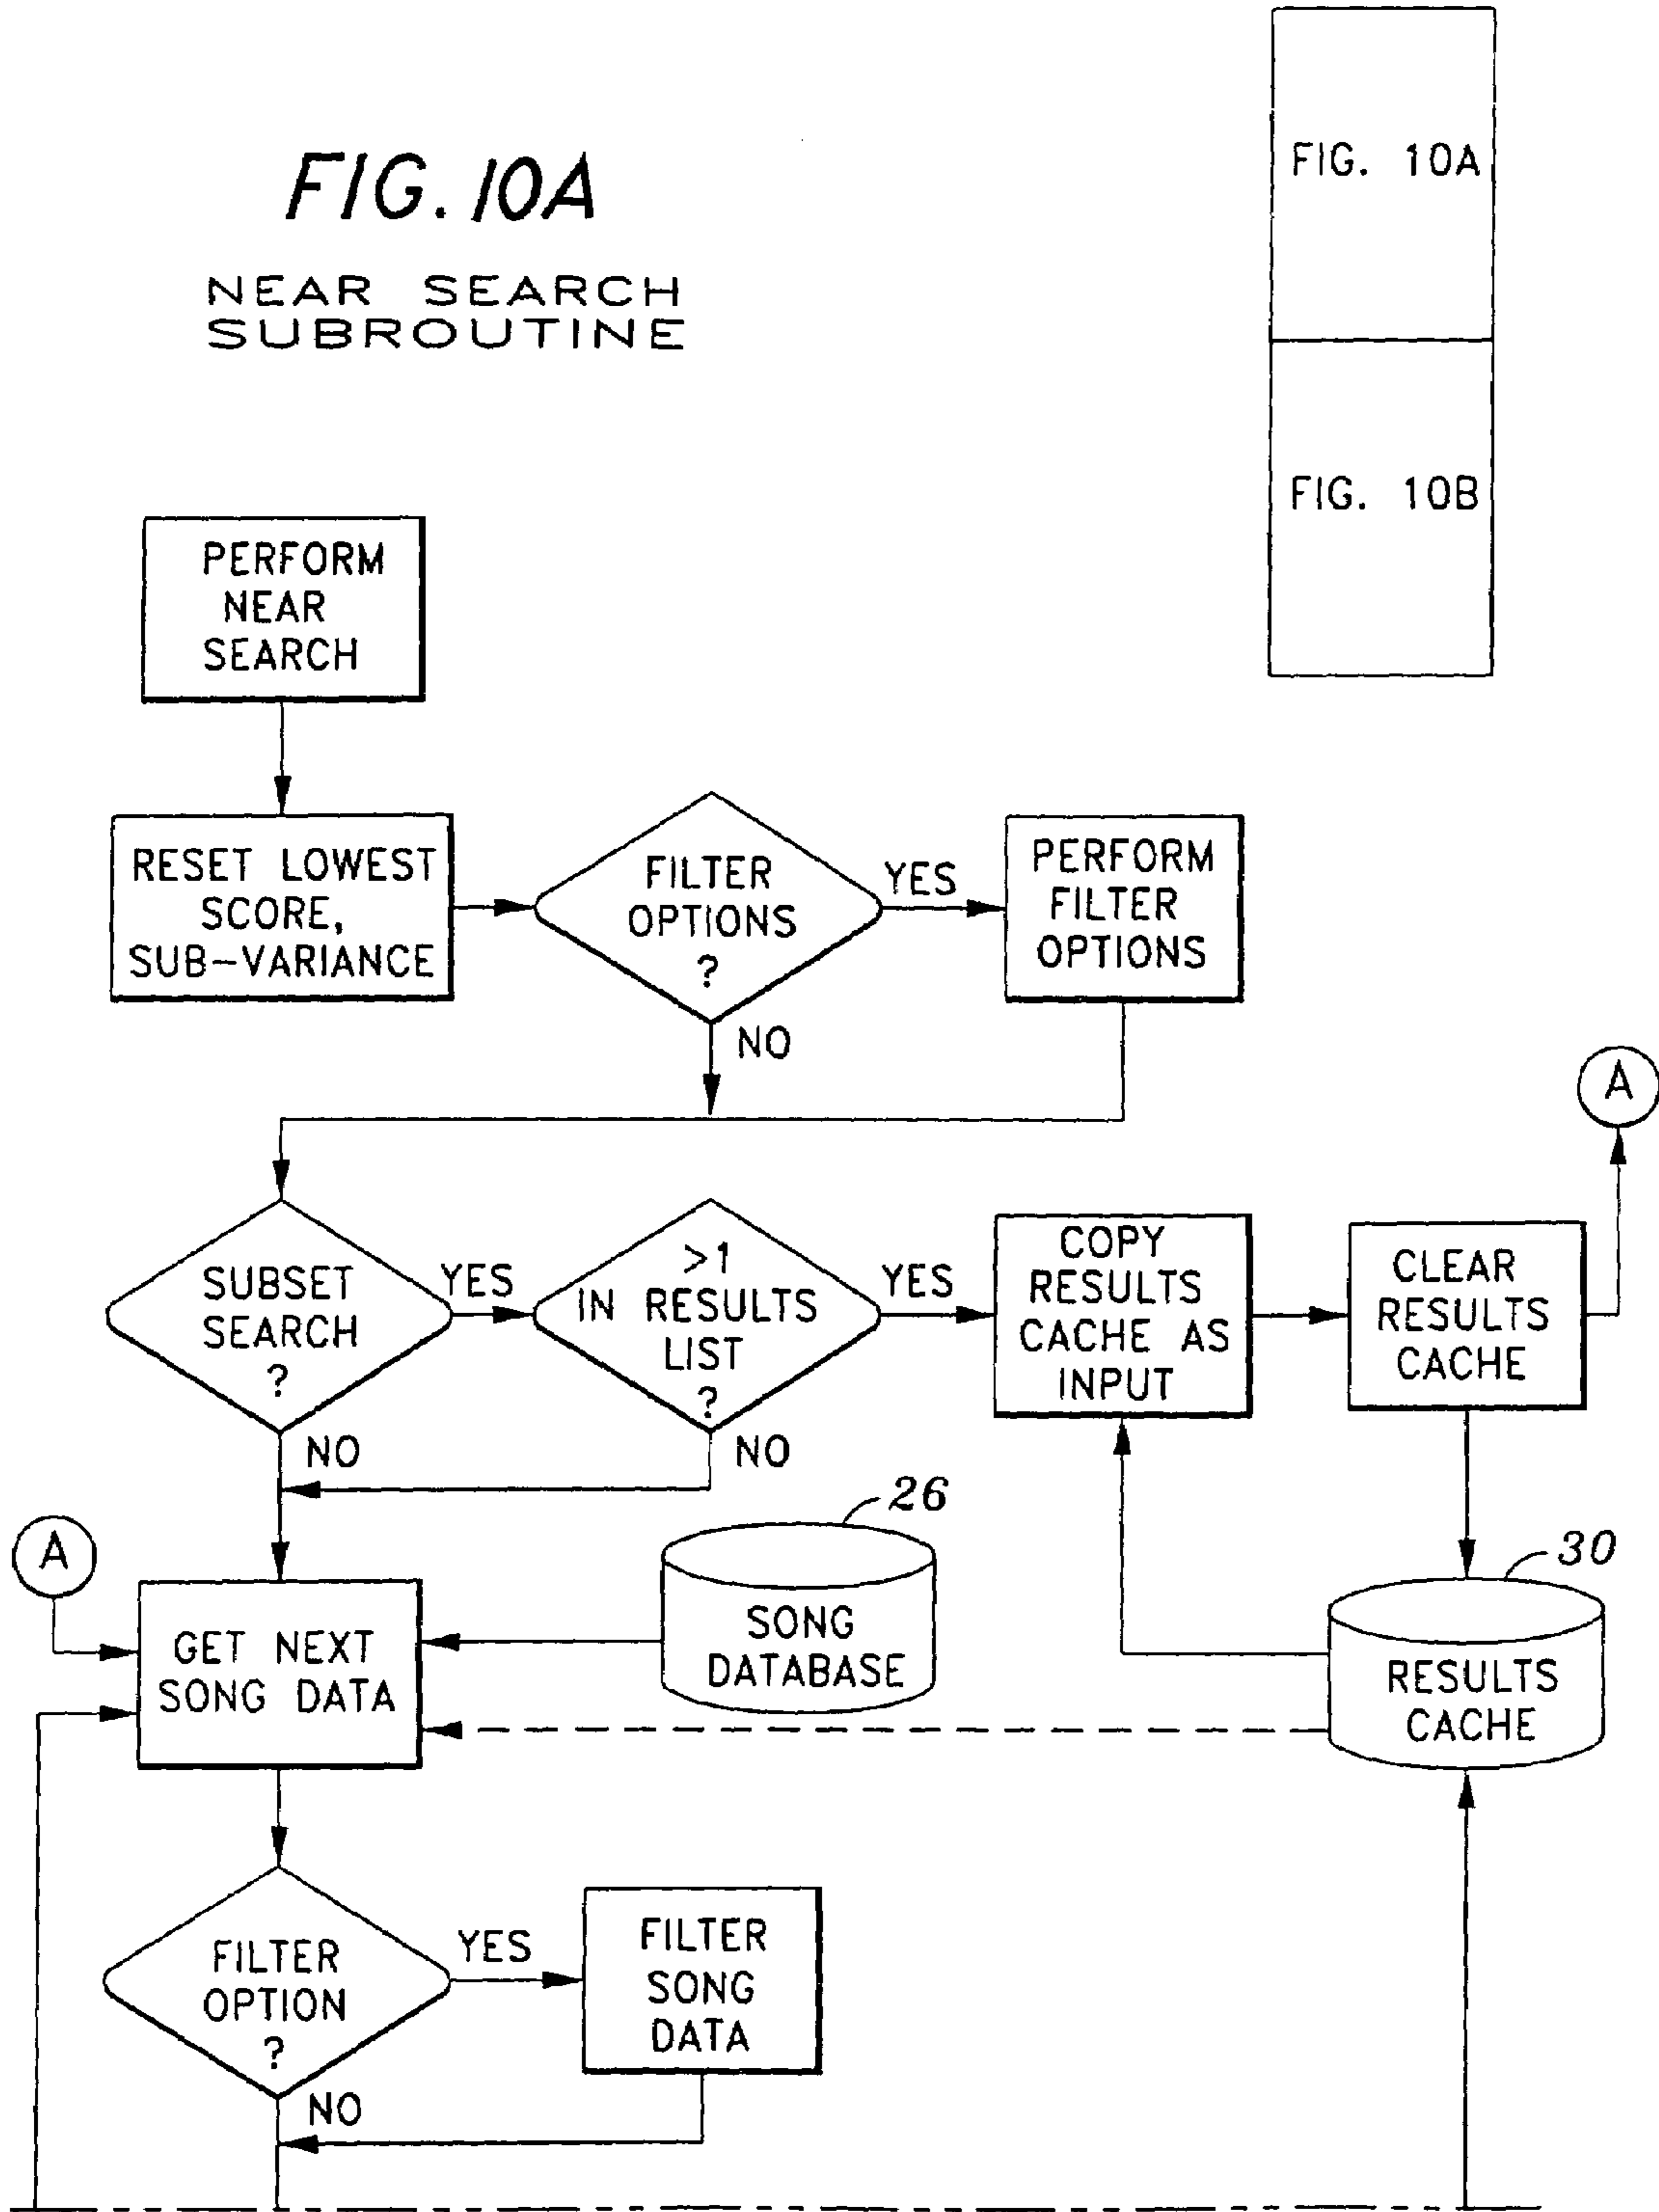 FIG. 10A
NEAR SEARCH
SUBROUTINE
FIG. 10A
FIG. 10B
PERFORM
NEAR
SEARCH
RESET LOWEST
SCORE,
SUB-VARIANCE
FILTER
OPTIONS
?
YES
NO
PERFORM
FILTER
OPTIONS
A
SUBSET
SEARCH
?
YES
NO
>1
IN RESULTS
LIST
?
YES
NO
COPY
RESULTS
CACHE AS
INPUT
CLEAR
RESULTS
CACHE
A
GET NEXT
SONG DATA
26
SONG
DATABASE
30
RESULTS
CACHE
FILTER
OPTION
?
YES
NO
FILTER
SONG
DATA